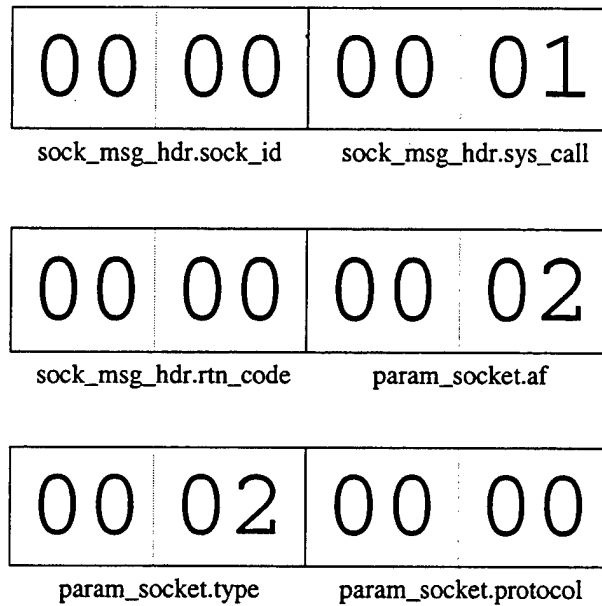 00 00 00 01
sock_msg_hdr.sock_id sock_msg_hdr.sys_call
00 00 00 02
sock_msg_hdr.rtn_code param_socket.af
00 02 00 00
param_socket.type param_socket.protocol